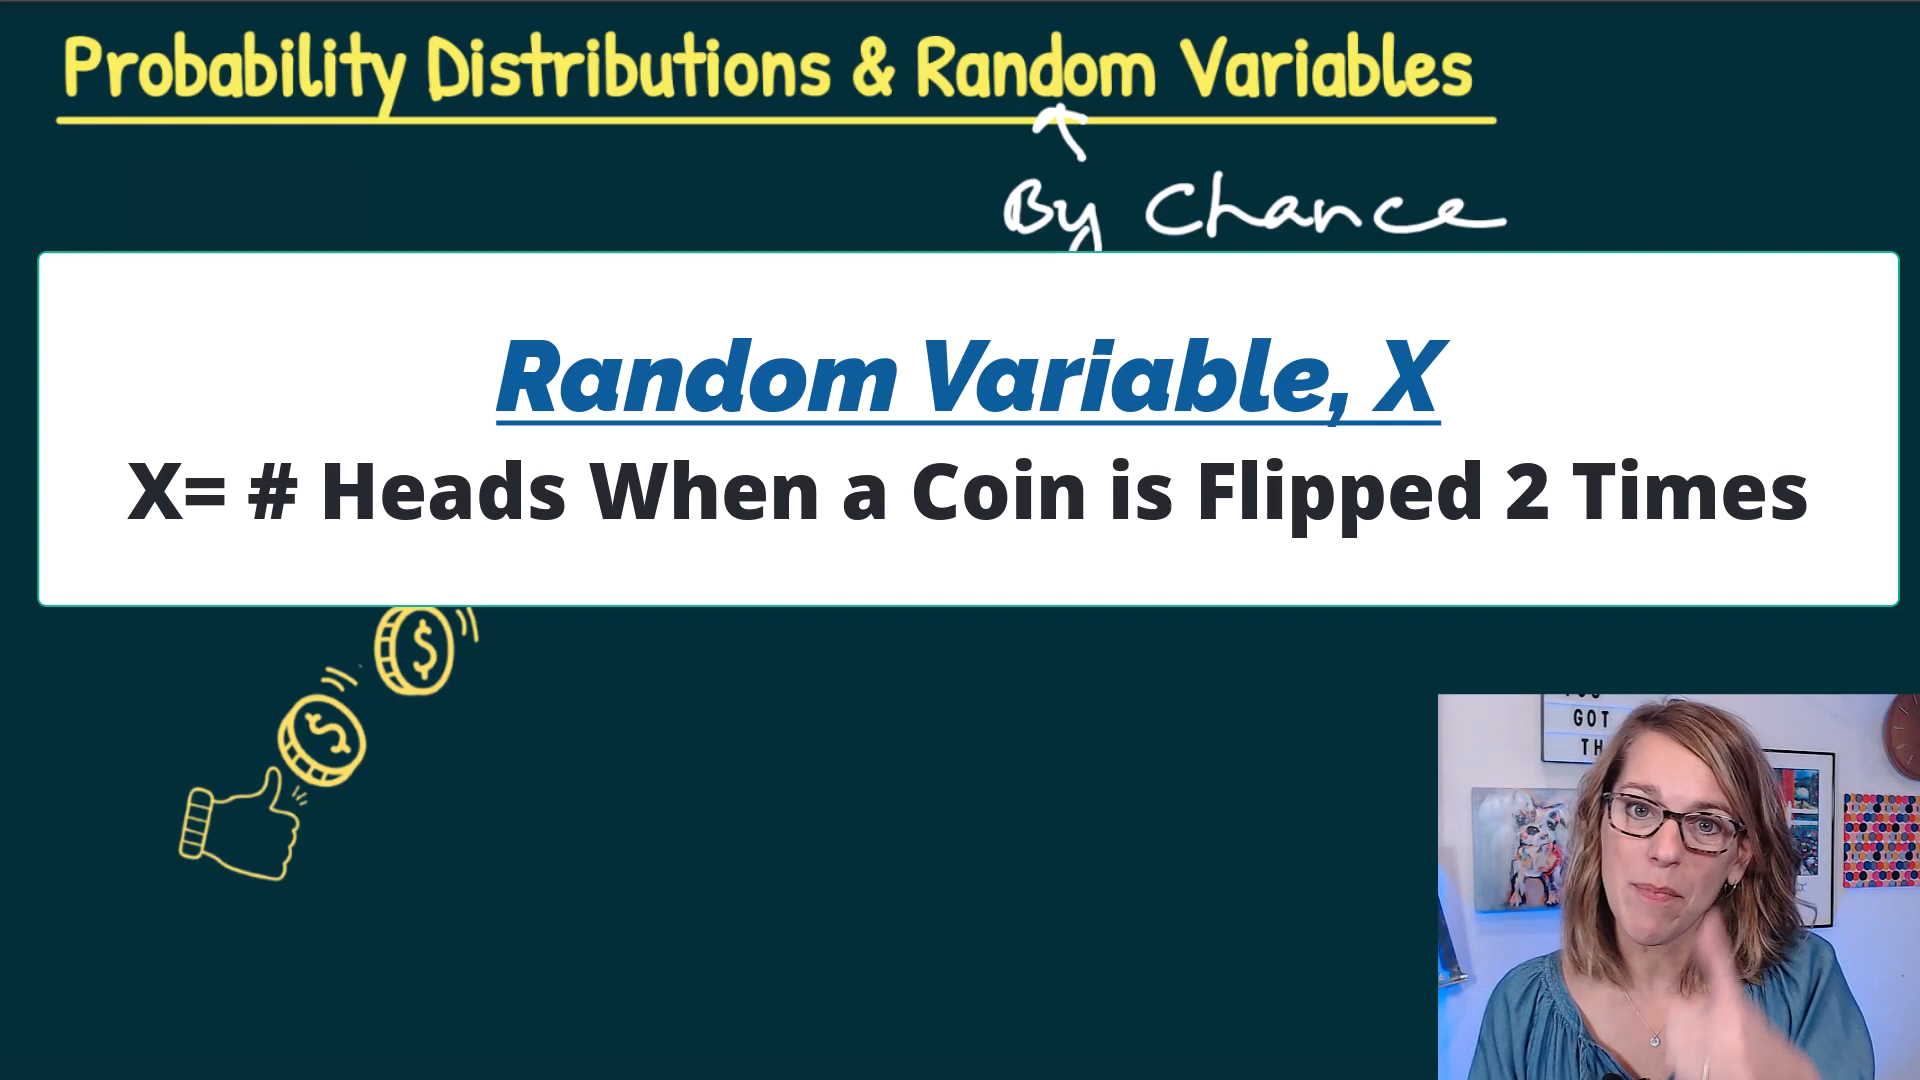 Probability Distributions & Random Variables
By Chance
Random Variable, X
X= # Heads When a Coin is Flipped 2 Times
$
$
GOT
TH